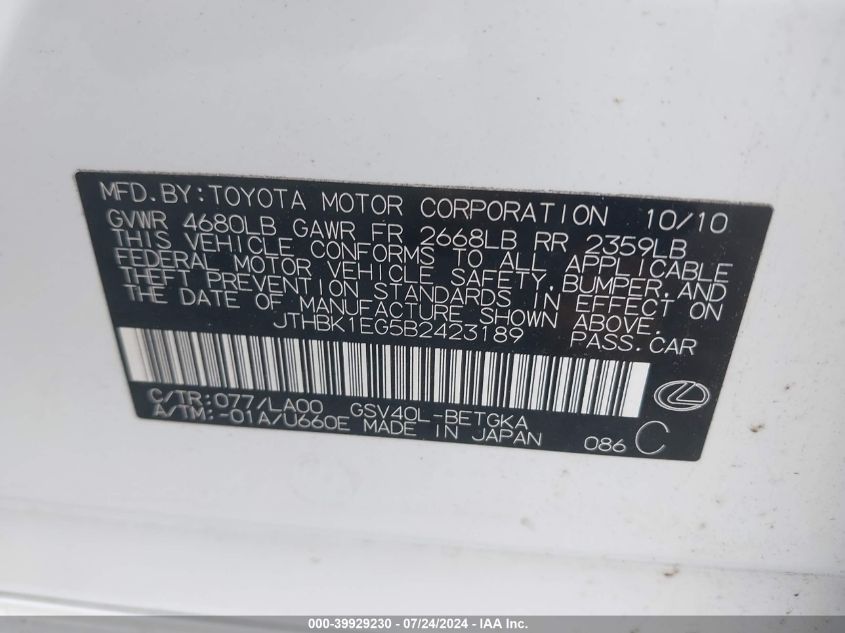 MFD.BY:TOYOTA MOTOR CORPORATION 10/10
GVWR 4680LB GAWR FR 2668LB RR 2359LB
THIS VEHICLE CONFORMS TO ALL APPLICABLE
FEDERAL MOTOR VEHICLE SAFETY,BUMPER,AND
THEFT PREVENTION STANDARDS IN EFFECT ON
THE DATE OF MANUFACTURE SHOWN ABOVE.
JTHBK1EG5B2423189 PASS.CAR
C/TR:077/LA00 GSV40L-BETGKA
A/TM:-01A/U660E MADE IN JAPAN 086 C
000-39929230 - 07/24/2024 - IAA Inc.